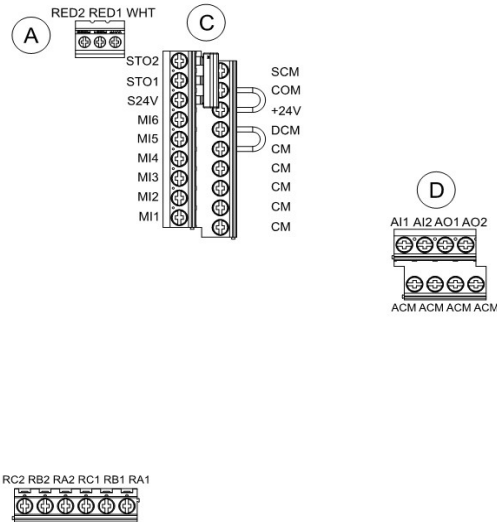 RED2 RED1 WHT
A
C
STO2
STO1
S24V
MI6
MI5
MI4
MI3
MI2
MI1
SCM
COM
+24V
DCM
CM
CM
CM
CM
CM
D
AI1 AI2 AO1 AO2
ACM ACM ACM ACM
RC2 RB2 RA2 RC1 RB1 RA1